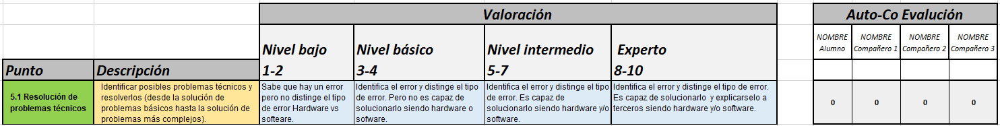 Valoración
Auto-Co Evalución
Nivel bajo
1-2
Nivel básico
3-4
Nivel intermedio
5-7
Experto
8-10
NOMBRE
Alumno
NOMBRE
Compañero 1
NOMBRE
Compañero 2
NOMBRE
Compañero 3
Punto
Descripción
5.1 Resolución de
problemas técnicos
Identificar posibles problemas técnicos y
resolverlos (desde la solución de
problemas básicos hasta la solución de
problemas más complejos).
Sabe que hay un error
pero no distinge el tipo
de error Hardware vs
softeare.
Identifica el error y distinge el tipo
de error. Pero no es capaz de
solucionarlo siendo hardware o
sofware.
Identifica el error y distinge el tipo
de error. Es capaz de
solucionarlo siendo hardware y/o
software.
Identifica el error y distinge el tipo de error.
Es capaz de solucionarlo y explicarselo a
terceros siendo hardware y/o software.
0
0
0
0